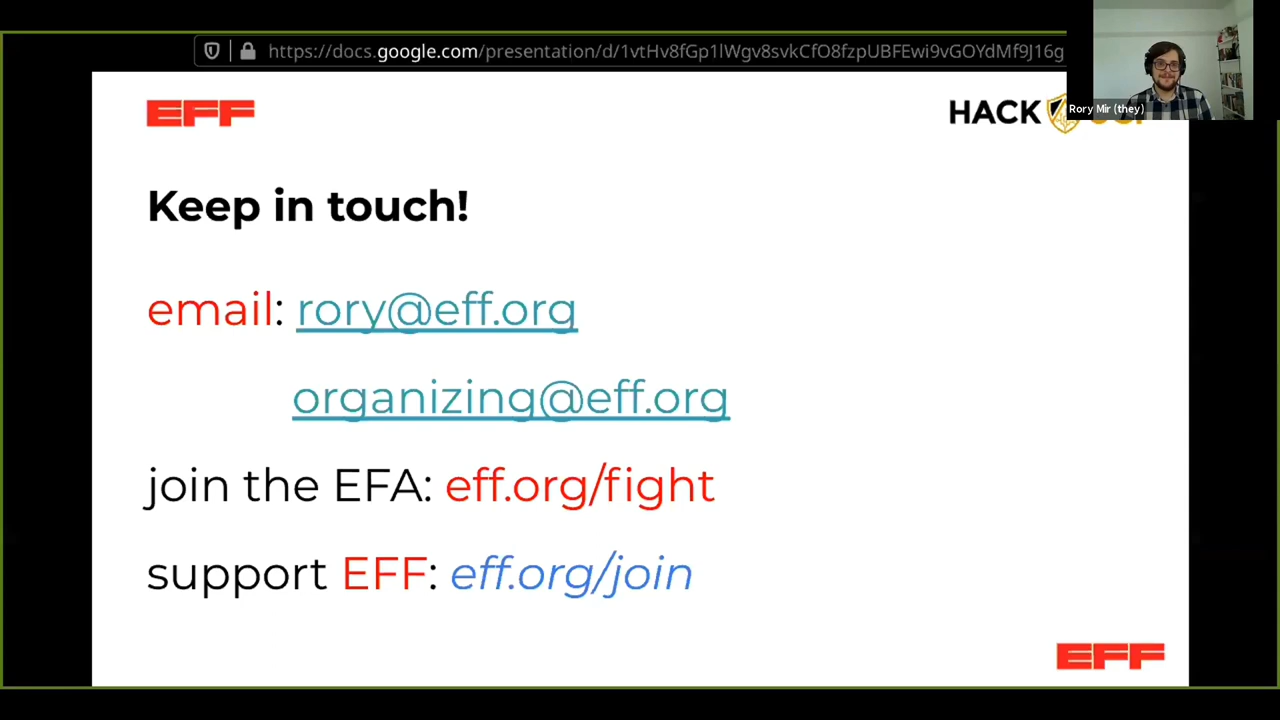 https://docs.google.com/presentation/d/1vtHv8fGp1lWgv8svkCfO8fzpUBFEwi9vGOYdMf9J16g
Rory Mir (they)
EFF
HACK
Keep in touch!
email: rory@eff.org
organizing@eff.org
join the EFA: eff.org/fight
support EFF: eff.org/join
EFF